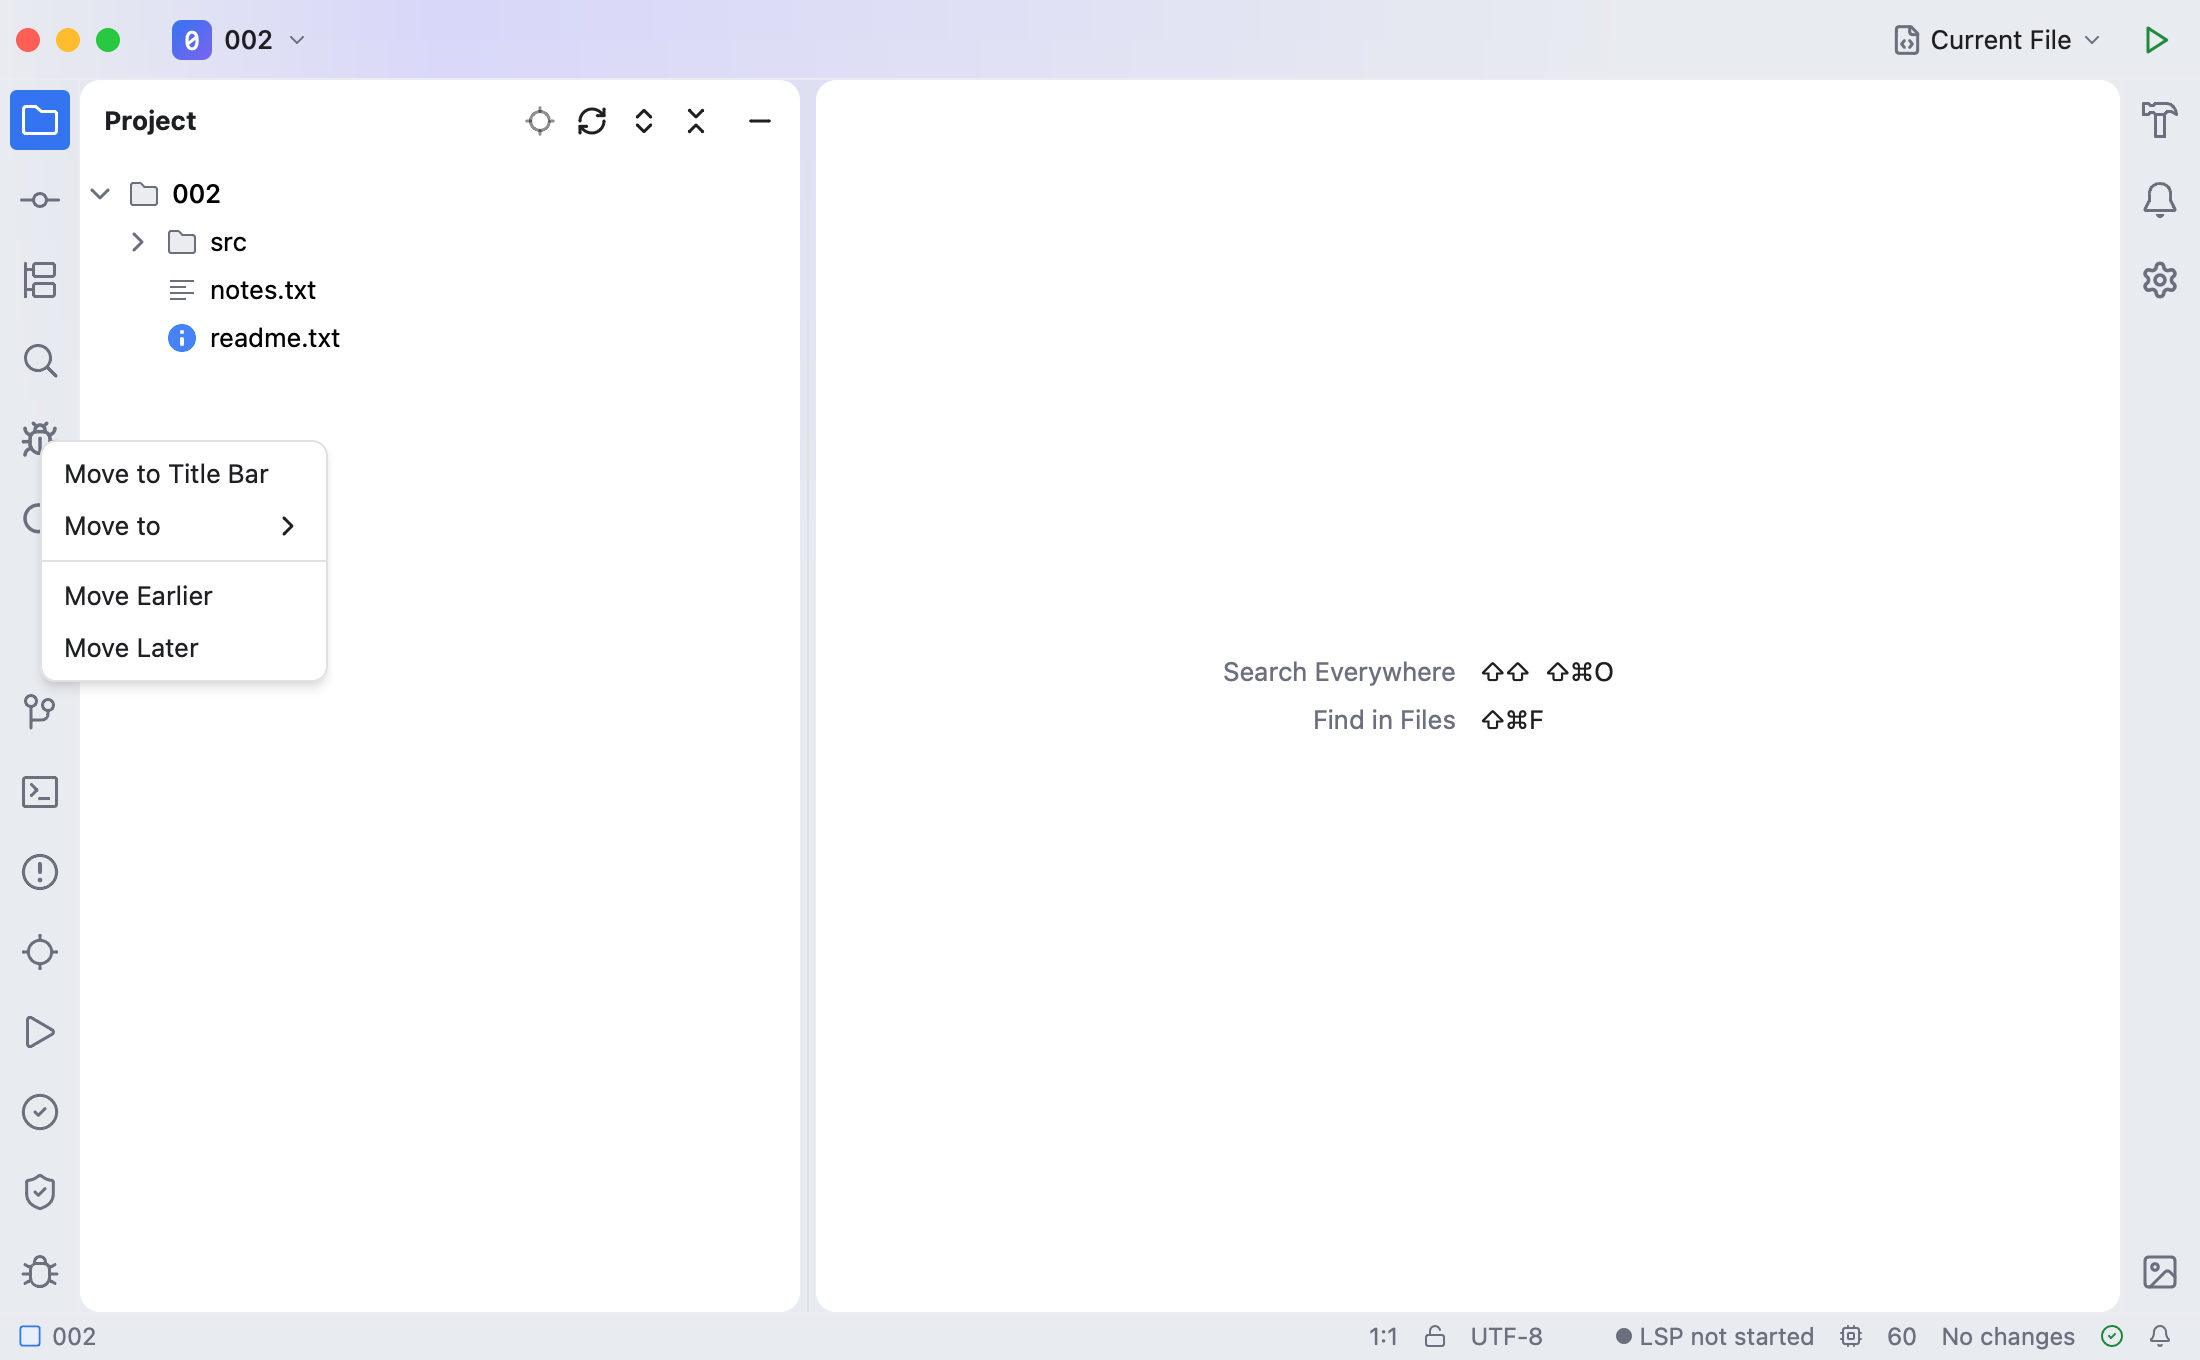 0 002
Current File
Project
002
src
notes.txt
readme.txt
Move to Title Bar
Move to
Move Earlier
Move Later
Search Everywhere ⇧⇧ ⇧⌘O
Find in Files ⇧⌘F
002
1:1 UTF-8 LSP not started 60 No changes